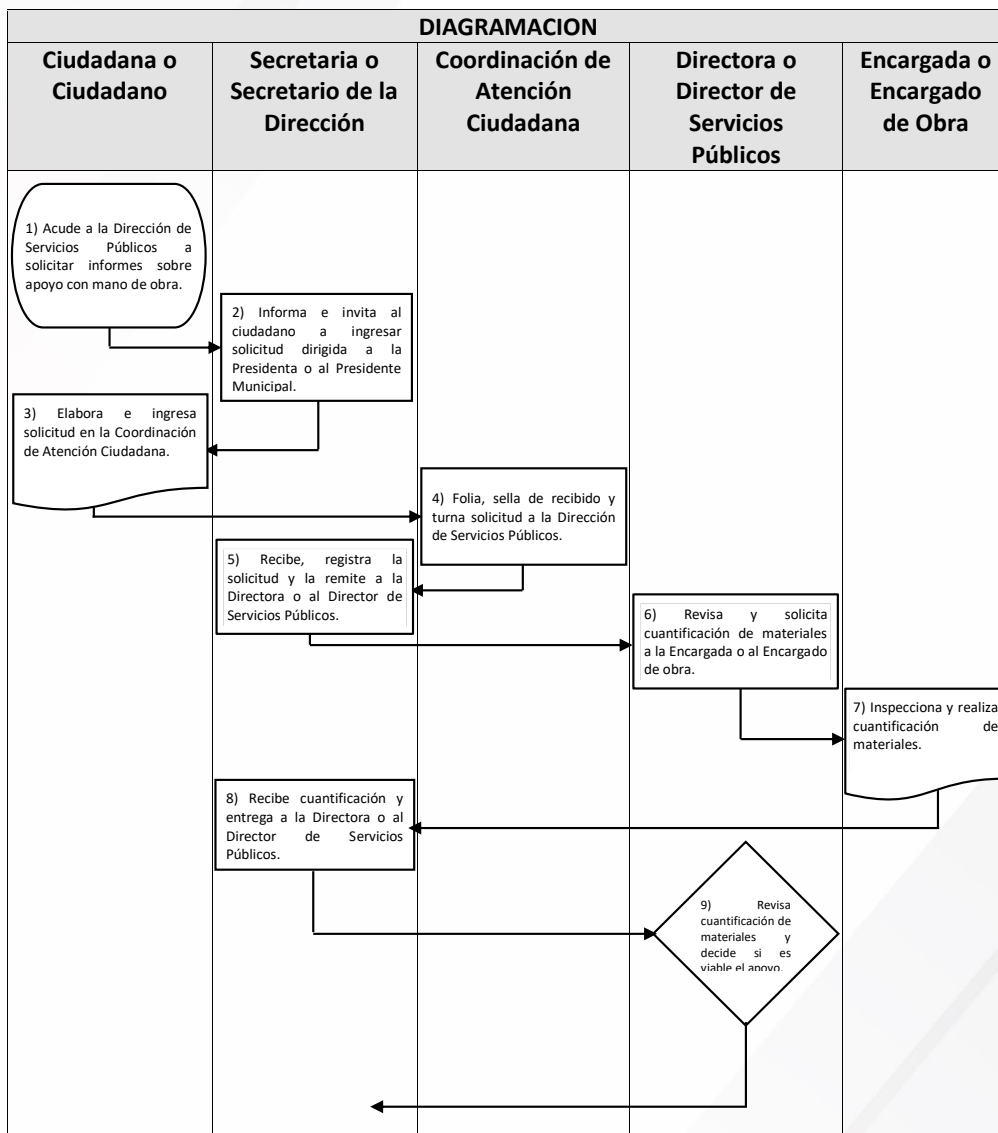 DIAGRAMACION
Ciudadana o
Ciudadano
Secretaria o
Secretario de la
Dirección
Coordinación de
Atención
Ciudadana
Directora o
Director de
Servicios
Públicos
Encargada o
Encargado
de Obra
1) Acude a la Dirección de
Servicios Públicos a
solicitar informes sobre
apoyo con mano de obra.
2) Informa e invita al
ciudadano a ingresar
solicitud dirigida a la
Presidenta o al Presidente
Municipal.
3) Elabora e ingresa
solicitud en la Coordinación
de Atención Ciudadana.
4) Folia, sella de recibido y
turna solicitud a la Dirección
de Servicios Públicos.
5) Recibe, registra la
solicitud y la remite a la
Directora o al Director de
Servicios Públicos.
6) Revisa y solicita
cuantificación de materiales
a la Encargada o al Encargado
de obra.
7) Inspecciona y realiza
cuantificación de
materiales.
8) Recibe cuantificación y
entrega a la Directora o al
Director de Servicios
Públicos.
9) Revisa
cuantificación de
materiales y
decide si es
viable el apoyo.